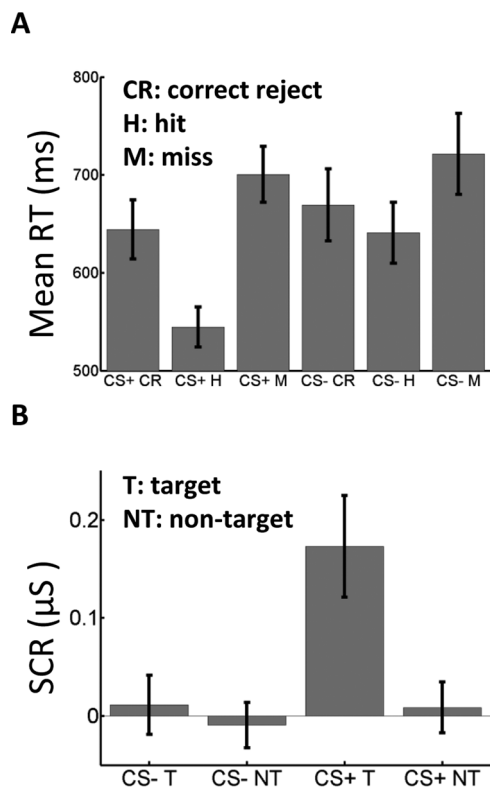 A
CR: correct reject
H: hit
M: miss
Mean RT (ms)
800
700
600
500
CS+ CR CS+ H CS+ M CS- CR CS- H CS- M
B
T: target
NT: non-target
SCR (μS)
0.2
0.1
0
CS- T CS- NT CS+ T CS+ NT